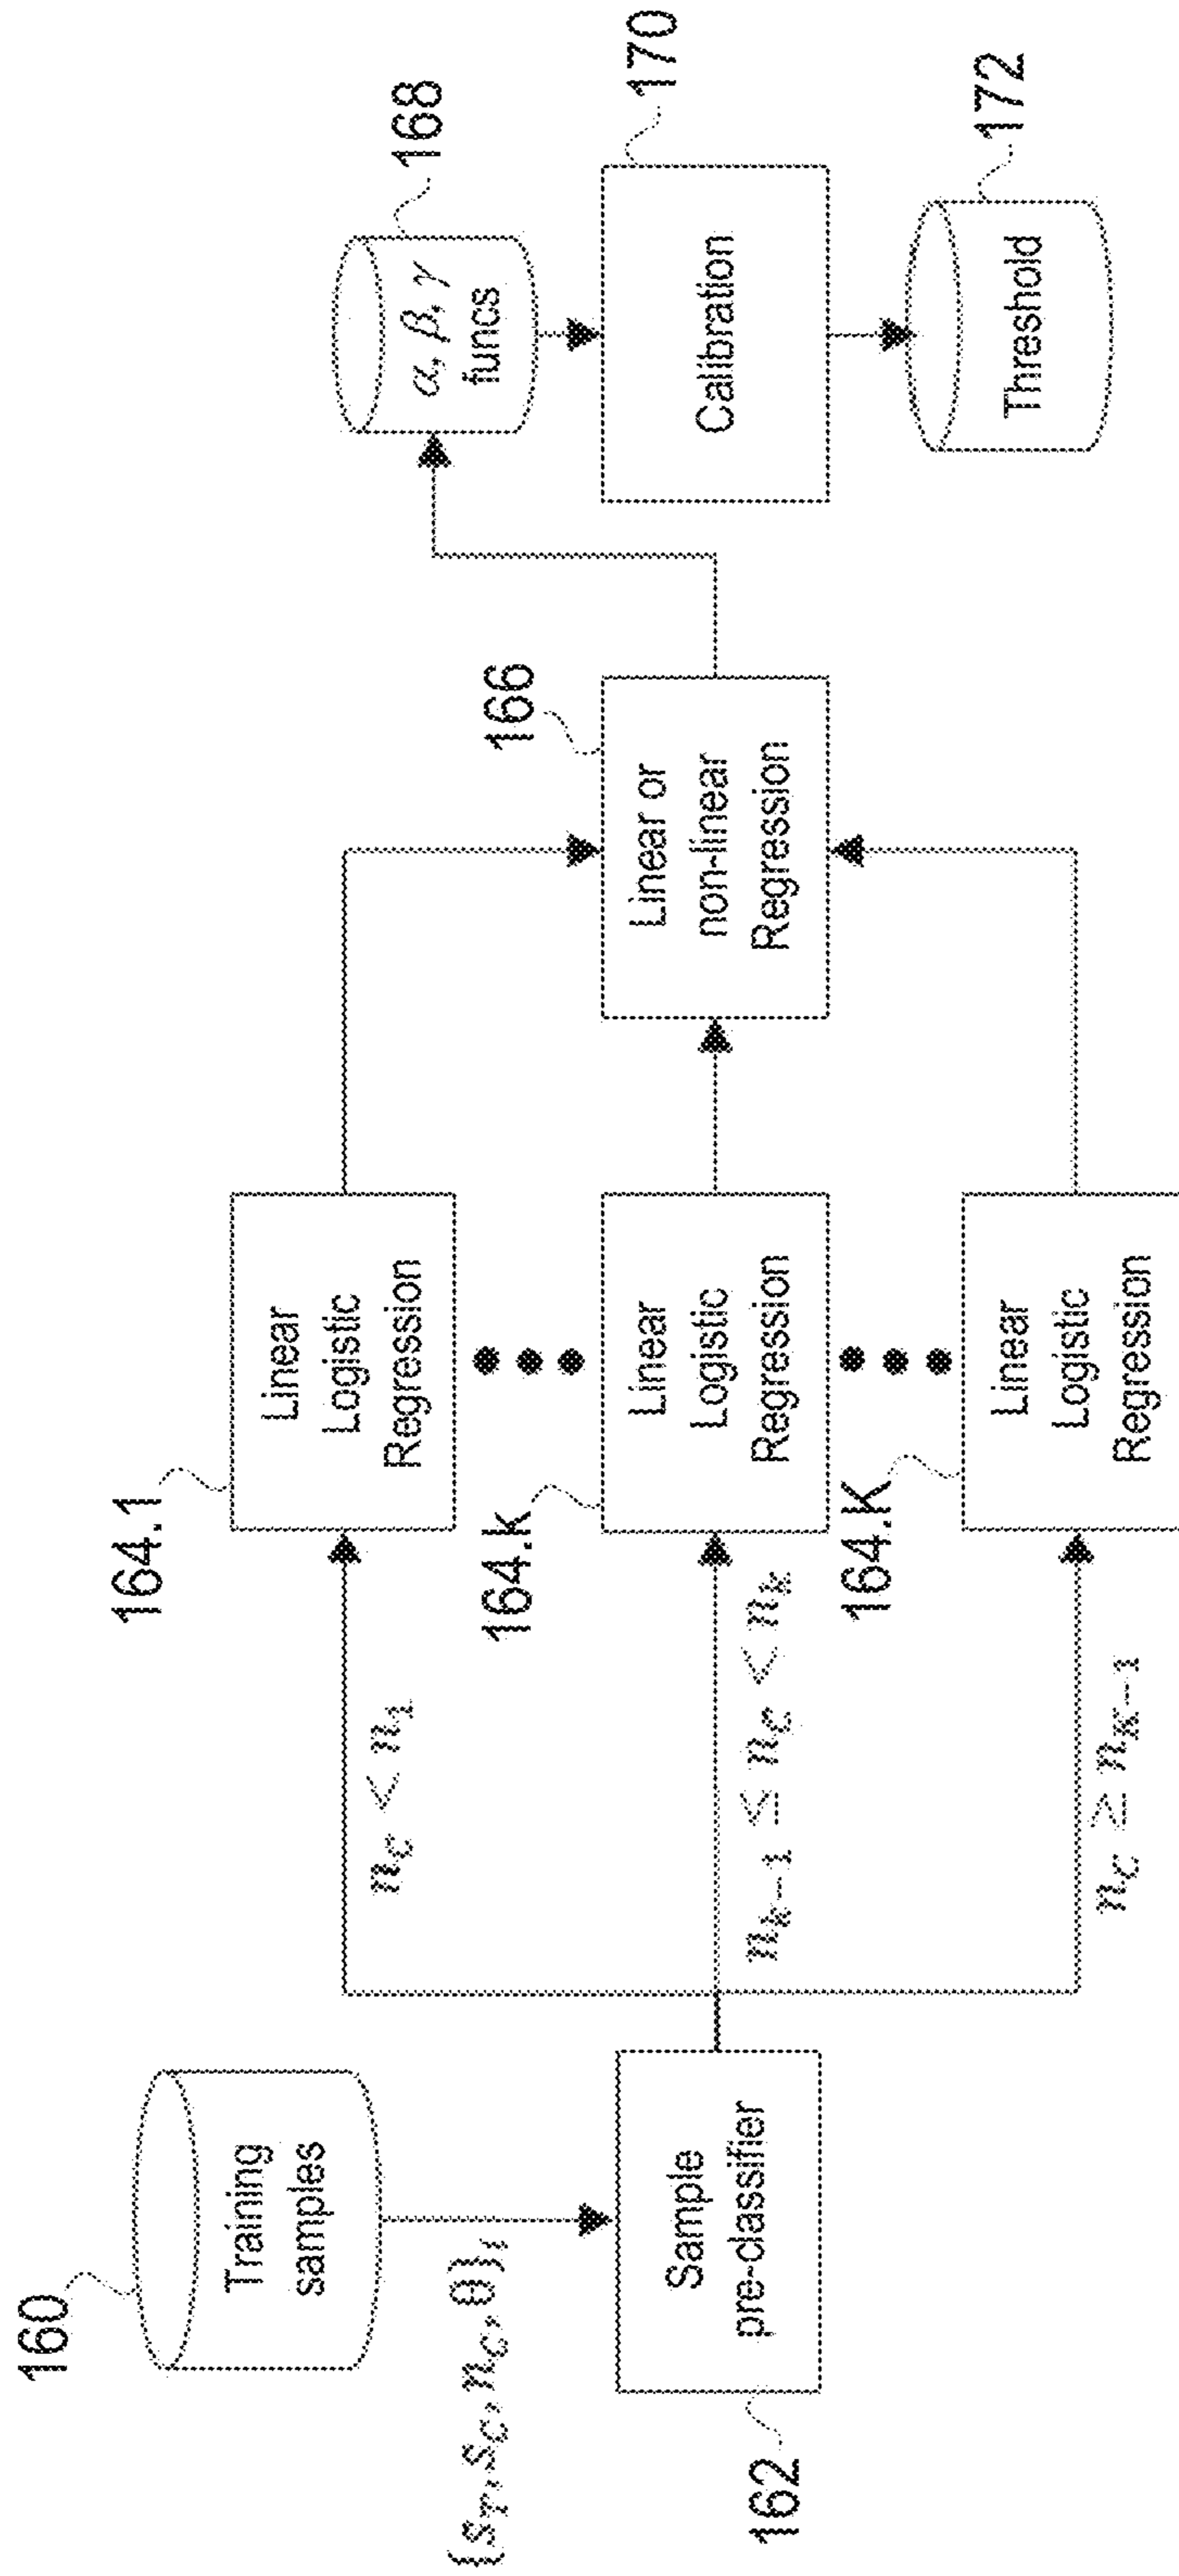 160
Training
samples
{s_T, s_C, n_C, θ}_i
162
Sample
pre-classifier
n_C < n_1
n_{k-1} ≤ n_C < n_k
n_C ≥ n_{K-1}
164.1
Linear
Logistic
Regression
164.k
Linear
Logistic
Regression
164.K
Linear
Logistic
Regression
166
Linear or
non-linear
Regression
168
α, β, γ
funcs
170
Calibration
172
Threshold